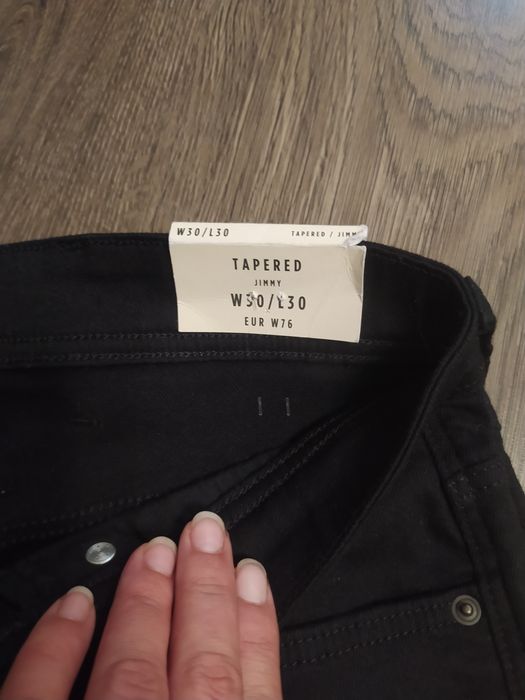 W30/L30 TAPERED / JIMMY
TAPERED
JIMMY
W30/L30
EUR W76